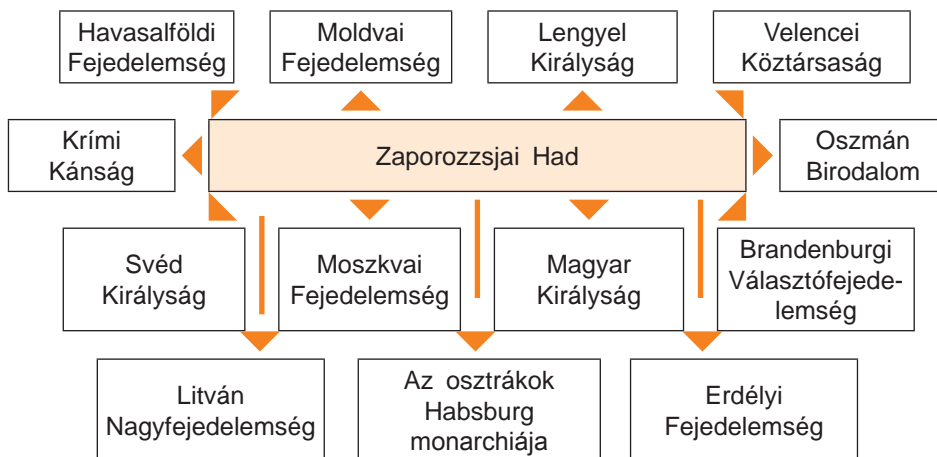 Havasalföldi
Fejedelemség
Moldvai
Fejedelemség
Lengyel
Királyság
Velencei
Köztársaság
Krími
Kánság
Zaporozzsjai Had
Oszmán
Birodalom
Svéd
Királyság
Moszkvai
Fejedelemség
Magyar
Királyság
Brandenburgi
Választófejede-
lemség
Litván
Nagyfejedelemség
Az osztrákok
Habsburg
monarchiája
Erdélyi
Fejedelemség